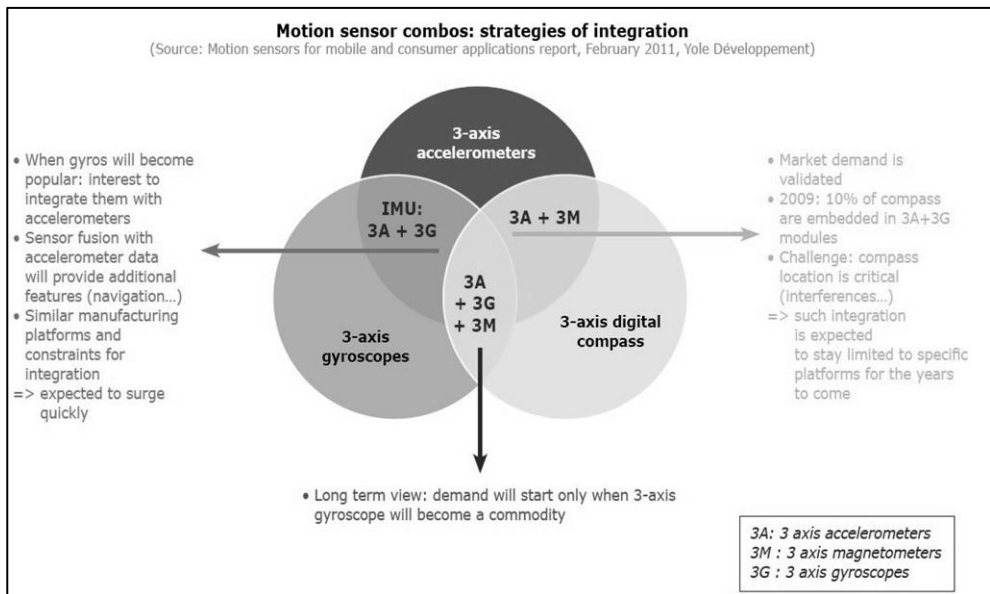 Motion sensor combos: strategies of integration
(Source: Motion sensors for mobile and consumer applications report, February 2011, Yole Développement)
3-axis
accelerometers
• When gyros will become
popular: interest to
integrate them with
accelerometers
• Sensor fusion with
accelerometer data
will provide additional
features (navigation...)
• Similar manufacturing
platforms and
constraints for
integration
=> expected to surge
quickly
IMU:
3A + 3G
3A + 3M
3A
+ 3G
+ 3M
3-axis
gyroscopes
3-axis digital
compass
• Market demand is
validated
• 2009: 10% of compass
are embedded in 3A+3G
modules
• Challenge: compass
location is critical
(interferences...)
=> such integration
is expected
to stay limited to specific
platforms for the years
to come
• Long term view: demand will start only when 3-axis
gyroscope will become a commodity
3A: 3 axis accelerometers
3M : 3 axis magnetometers
3G : 3 axis gyroscopes